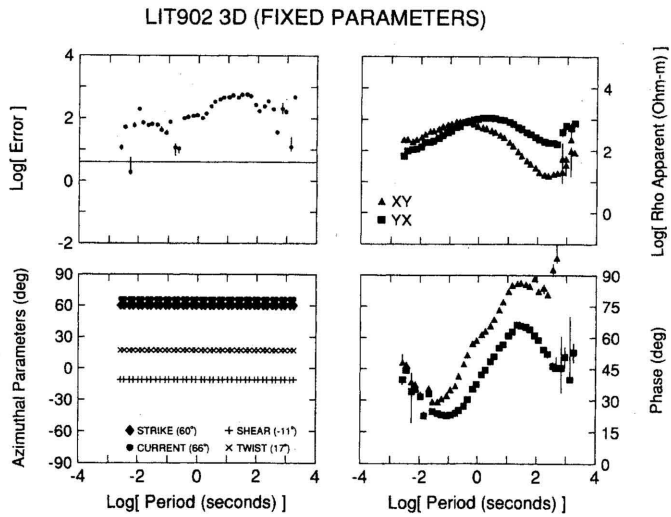 LIT902 3D (FIXED PARAMETERS)
Log[ Error ]
4
2
0
-2
Log[ Rho Apparent (Ohm-m) ]
4
2
0
XY
YX
Azimuthal Parameters (deg)
90
60
30
0
-30
-60
-90
STRIKE (60°) SHEAR (-11°)
CURRENT (66°) TWIST (17°)
-4 -2 0 2 4
Log[ Period (seconds) ]
Phase (deg)
90
75
60
45
30
15
0
-4 -2 0 2 4
Log[ Period (seconds) ]